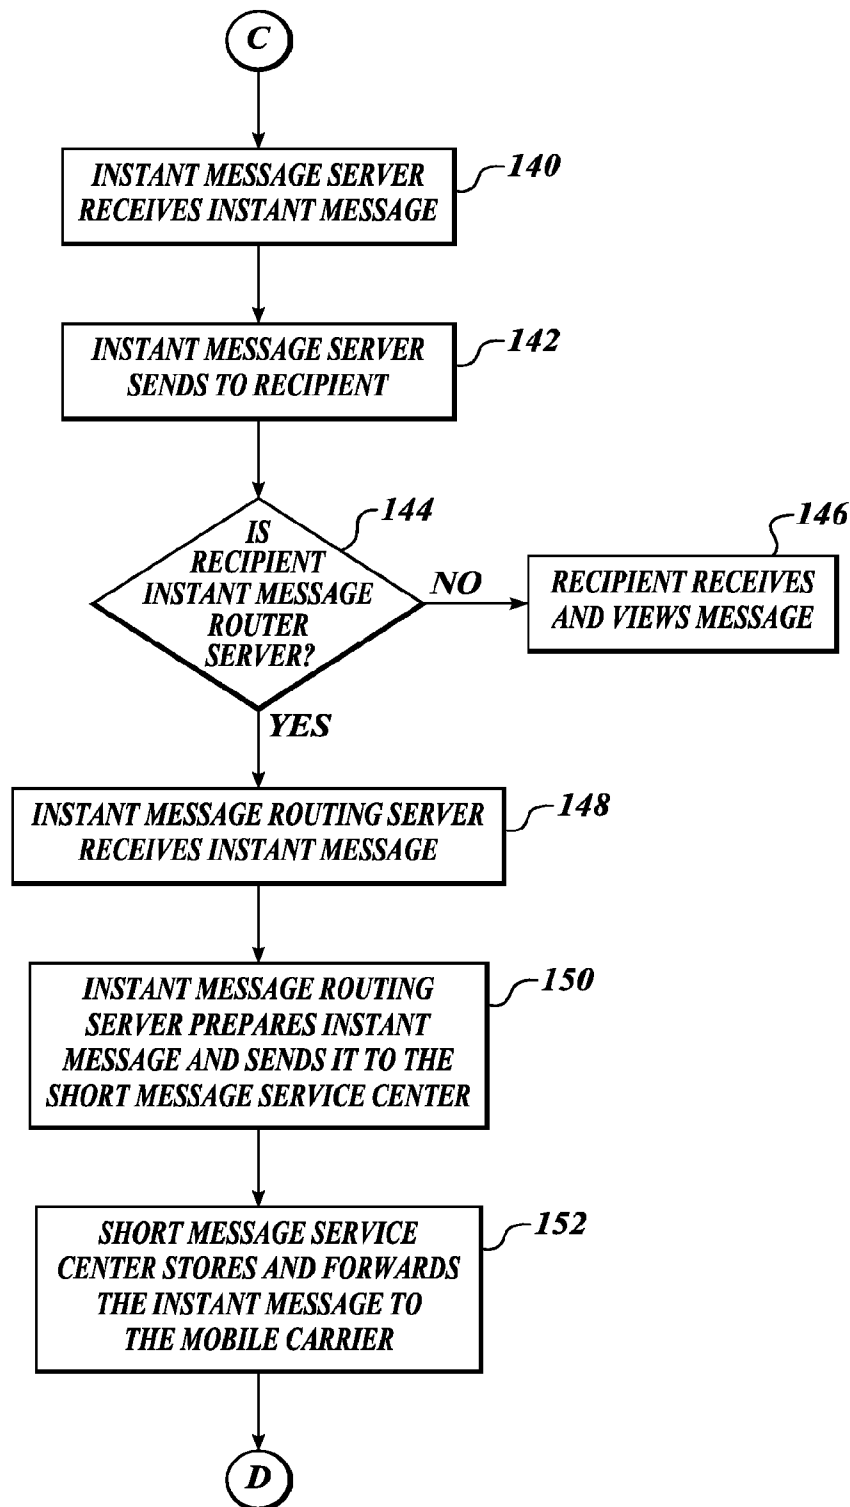 C
INSTANT MESSAGE SERVER
RECEIVES INSTANT MESSAGE
140
INSTANT MESSAGE SERVER
SENDS TO RECIPIENT
142
IS
RECIPIENT
INSTANT MESSAGE
ROUTER
SERVER?
144
NO
RECIPIENT RECEIVES
AND VIEWS MESSAGE
146
YES
INSTANT MESSAGE ROUTING SERVER
RECEIVES INSTANT MESSAGE
148
INSTANT MESSAGE ROUTING
SERVER PREPARES INSTANT
MESSAGE AND SENDS IT TO THE
SHORT MESSAGE SERVICE CENTER
150
SHORT MESSAGE SERVICE
CENTER STORES AND FORWARDS
THE INSTANT MESSAGE TO
THE MOBILE CARRIER
152
D